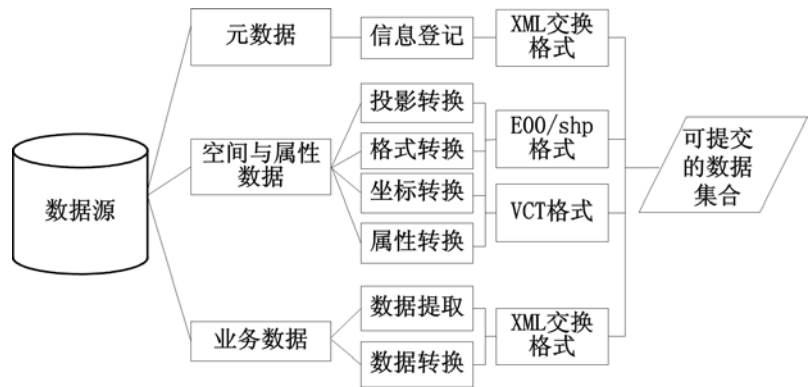 数据源
元数据
信息登记
XML交换
格式
空间与属性
数据
投影转换
格式转换
坐标转换
属性转换
E00/shp
格式
VCT格式
业务数据
数据提取
数据转换
XML交换
格式
可提交
的数据
集合